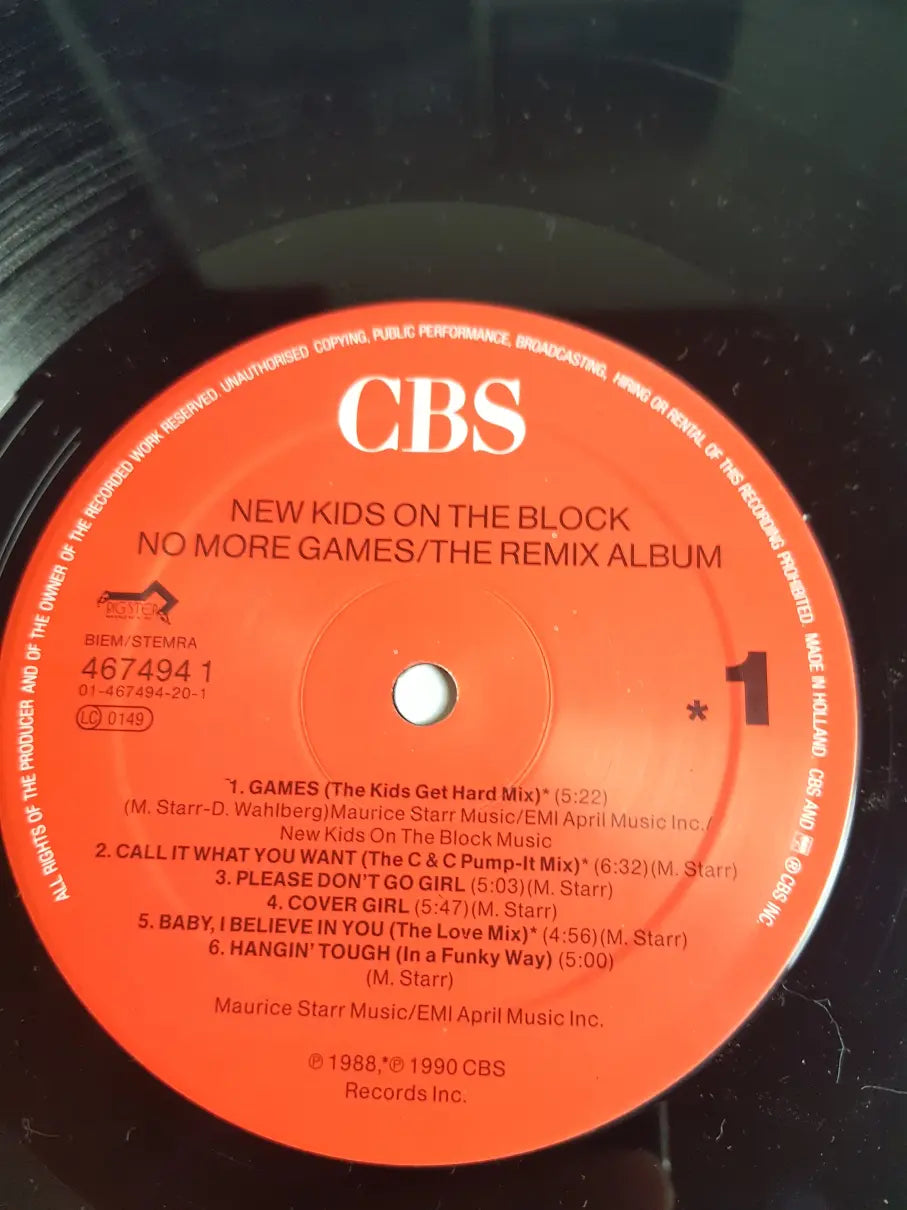 ALL RIGHTS OF THE PRODUCER AND OF THE OWNER OF THE RECORDED WORK RESERVED. UNAUTHORISED COPYING, PUBLIC PERFORMANCE, BROADCASTING, HIRING OR RENTAL OF THIS RECORDING PROHIBITED. MADE IN HOLLAND. CBS AND ℗ CBS INC.
CBS
NEW KIDS ON THE BLOCK
NO MORE GAMES/THE REMIX ALBUM
BIGSTEP
BIEM/STEMRA
467494 1
01-467494-20-1
LC 0149
*1
1. GAMES (The Kids Get Hard Mix)* (5:22)
(M. Starr-D. Wahlberg)Maurice Starr Music/EMI April Music Inc./
New Kids On The Block Music
2. CALL IT WHAT YOU WANT (The C & C Pump-It Mix)* (6:32)(M. Starr)
3. PLEASE DON'T GO GIRL (5:03)(M. Starr)
4. COVER GIRL (5:47)(M. Starr)
5. BABY, I BELIEVE IN YOU (The Love Mix)* (4:56)(M. Starr)
6. HANGIN' TOUGH (In a Funky Way) (5:00)
(M. Starr)
Maurice Starr Music/EMI April Music Inc.
℗ 1988,*℗ 1990 CBS
Records Inc.